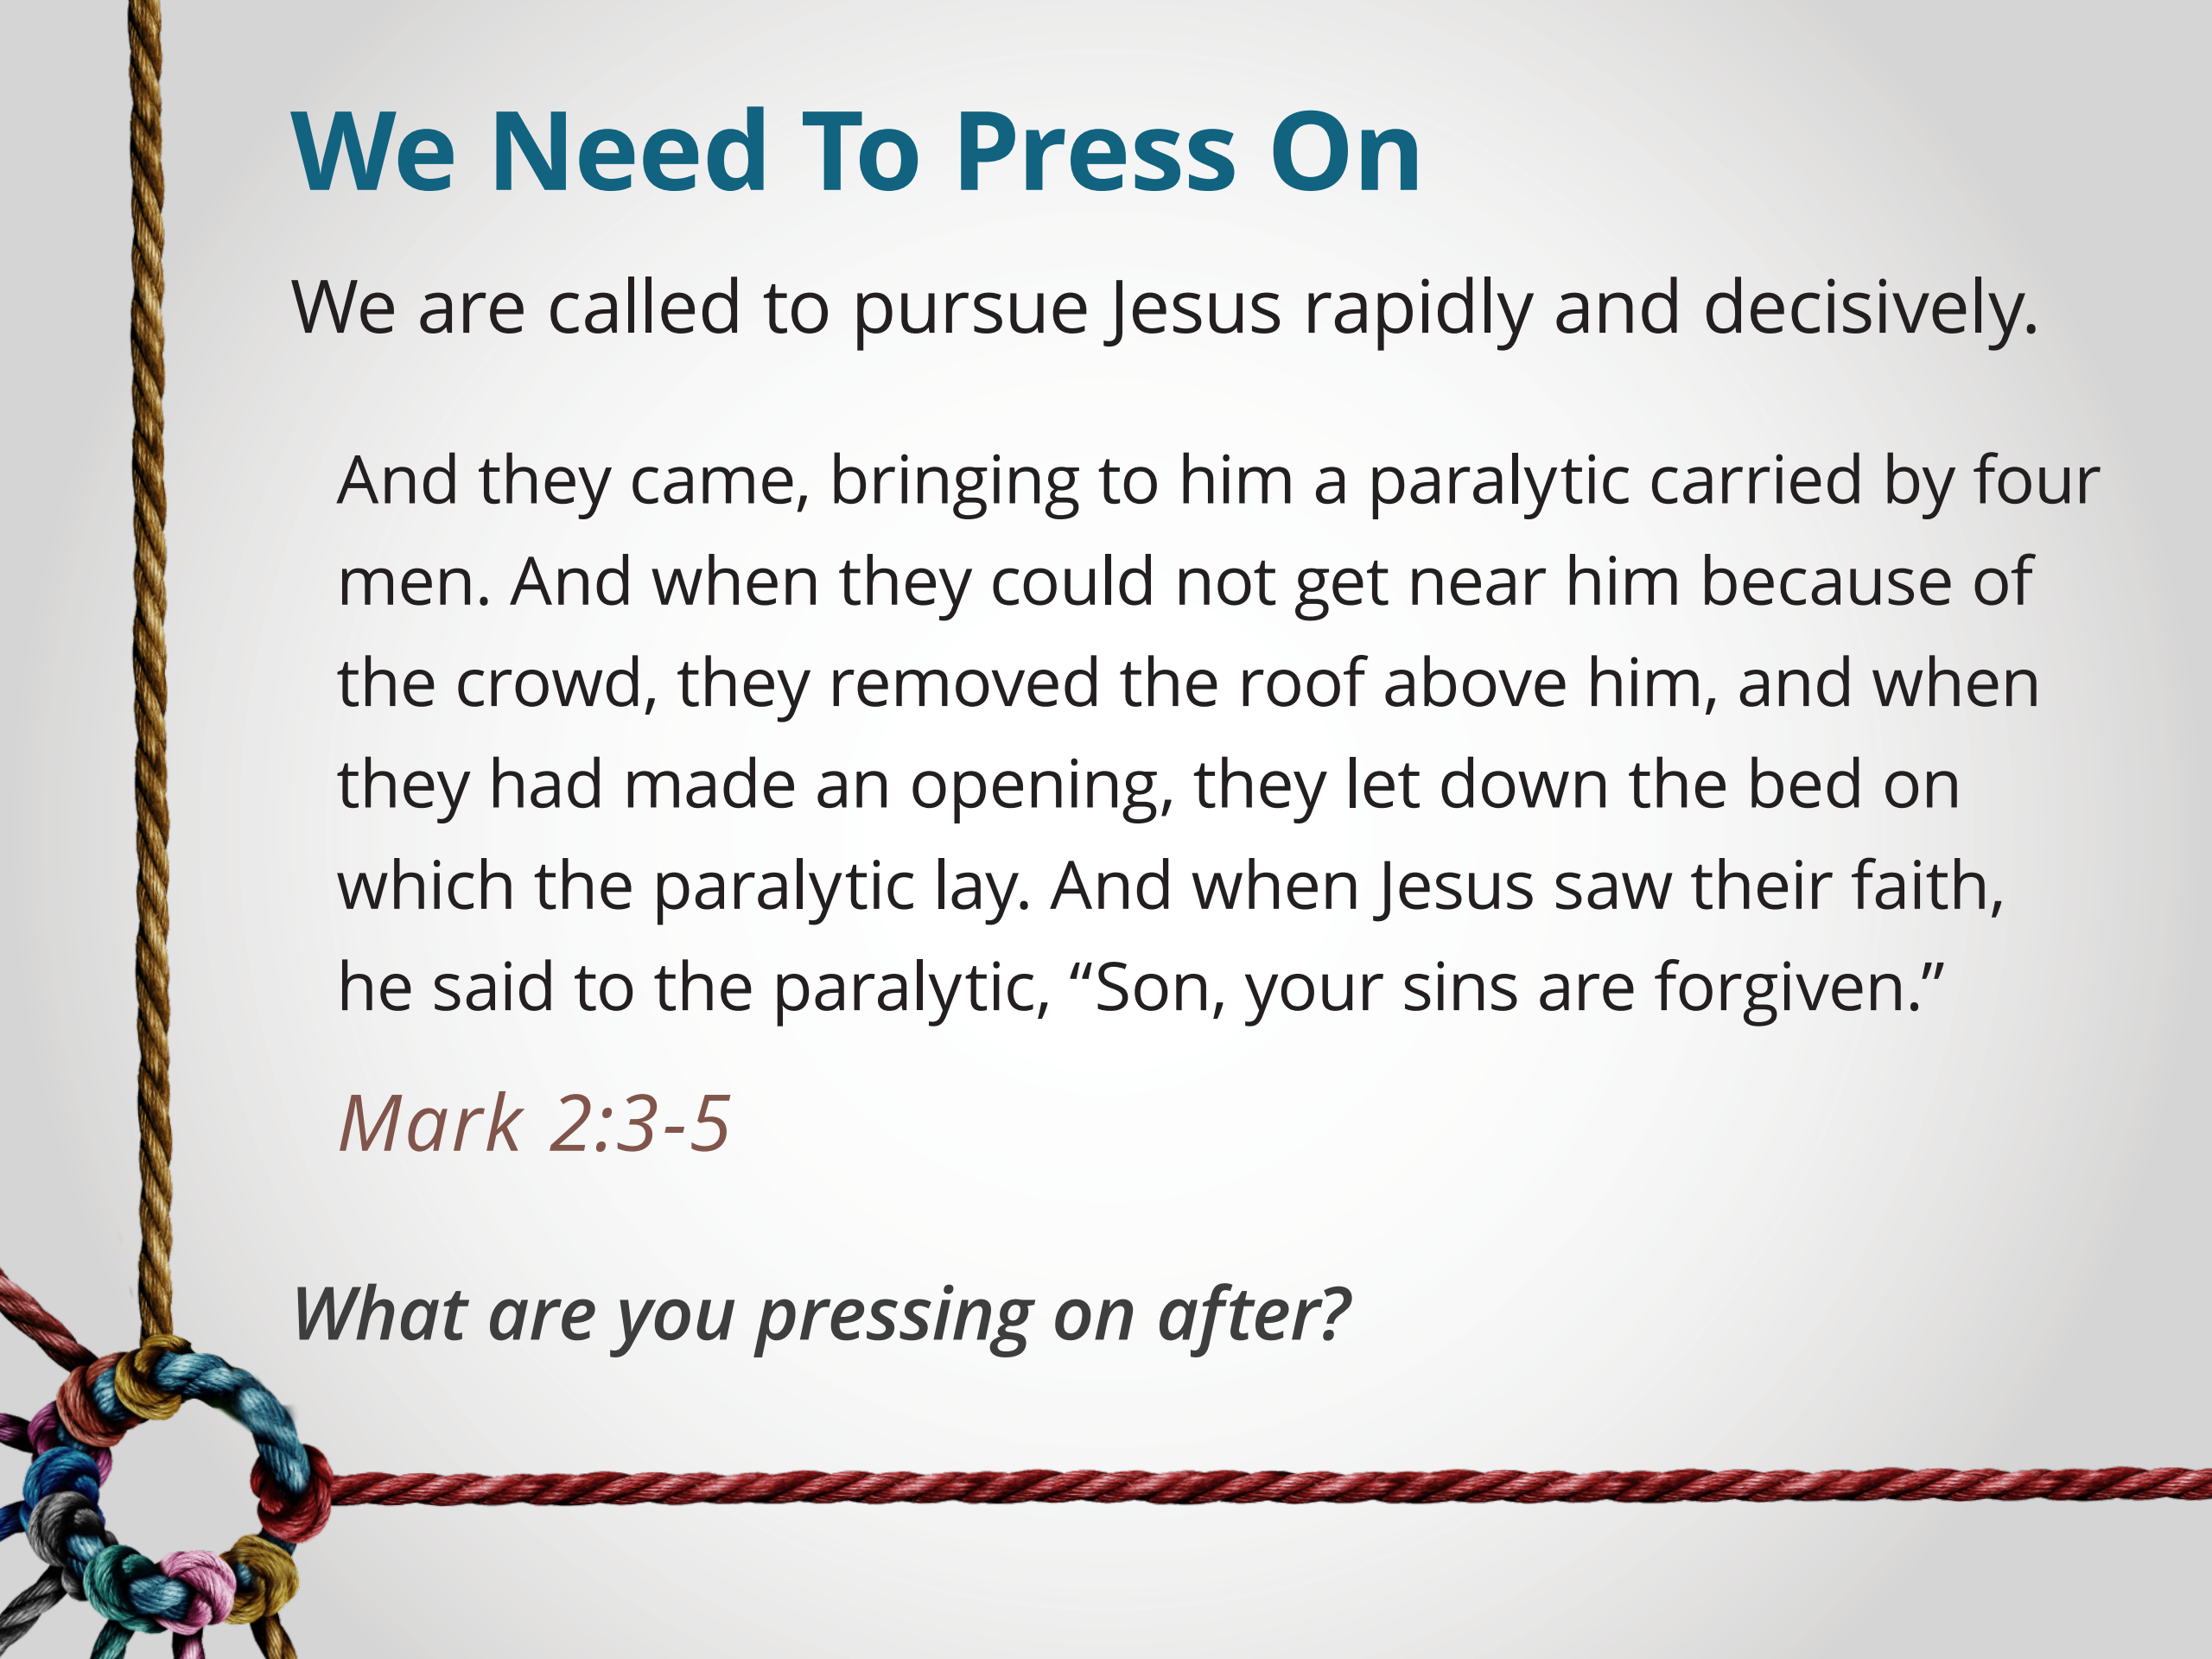 We Need To Press On
We are called to pursue Jesus rapidly and decisively.
And they came, bringing to him a paralytic carried by four
men. And when they could not get near him because of
the crowd, they removed the roof above him, and when
they had made an opening, they let down the bed on
which the paralytic lay. And when Jesus saw their faith,
he said to the paralytic, “Son, your sins are forgiven.”
Mark 2:3-5
What are you pressing on after?